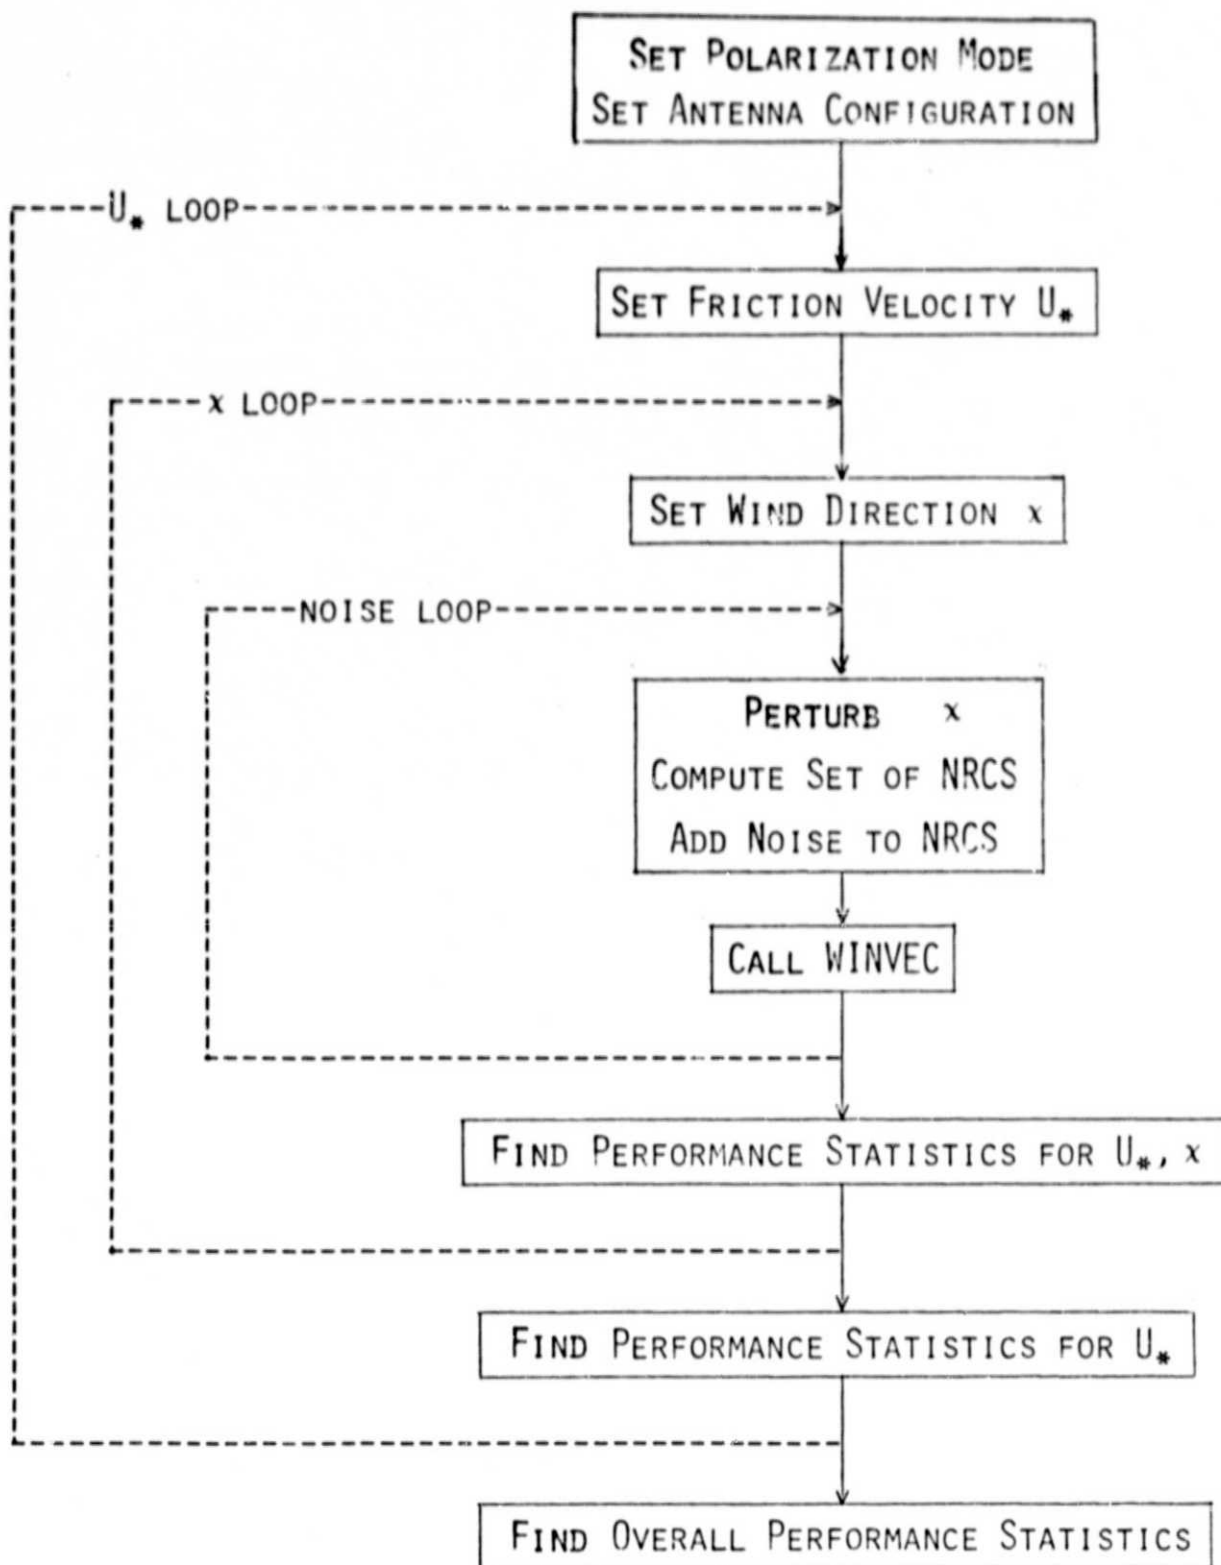 SET POLARIZATION MODE
SET ANTENNA CONFIGURATION
U* LOOP
SET FRICTION VELOCITY U*
χ LOOP
SET WIND DIRECTION χ
NOISE LOOP
PERTURB χ
COMPUTE SET OF NRCS
ADD NOISE TO NRCS
CALL WINVEC
FIND PERFORMANCE STATISTICS FOR U*, χ
FIND PERFORMANCE STATISTICS FOR U*
FIND OVERALL PERFORMANCE STATISTICS